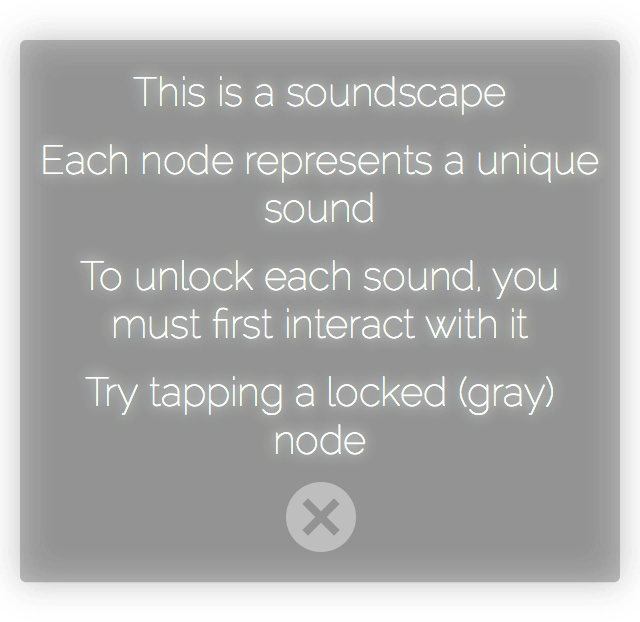 This is a soundscape
Each node represents a unique
sound
To unlock each sound, you
must first interact with it
Try tapping a locked (gray)
node